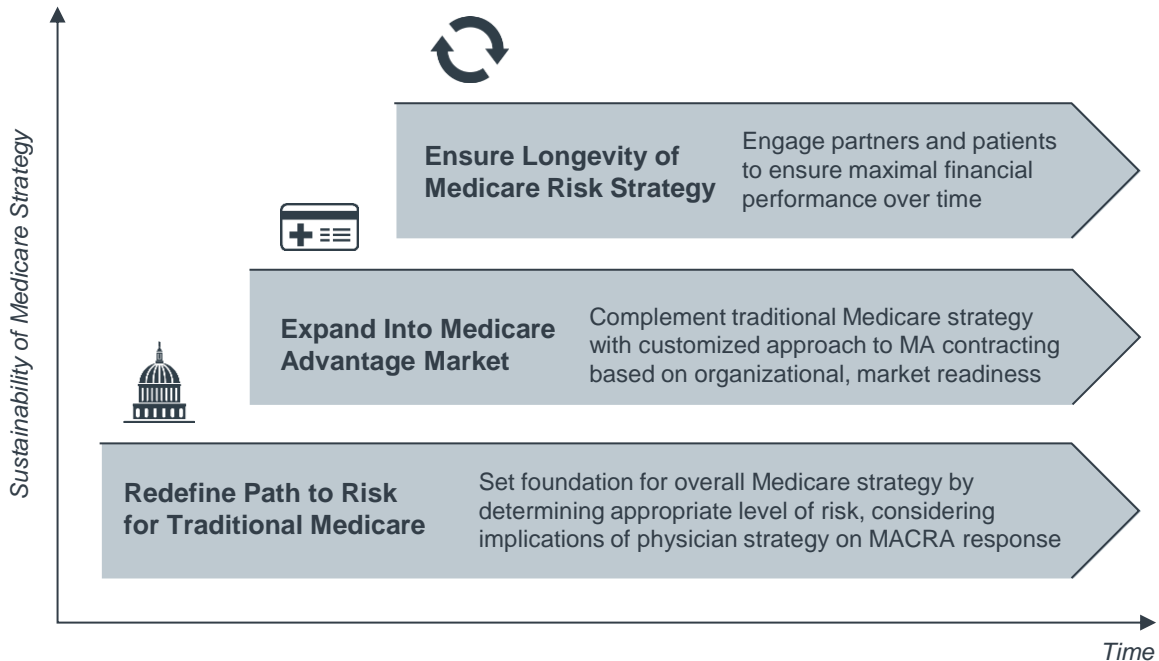 Sustainability of Medicare Strategy
Ensure Longevity of
Medicare Risk Strategy
Engage partners and patients
to ensure maximal financial
performance over time
Expand Into Medicare
Advantage Market
Complement traditional Medicare strategy
with customized approach to MA contracting
based on organizational, market readiness
Redefine Path to Risk
for Traditional Medicare
Set foundation for overall Medicare strategy by
determining appropriate level of risk, considering
implications of physician strategy on MACRA response
Time